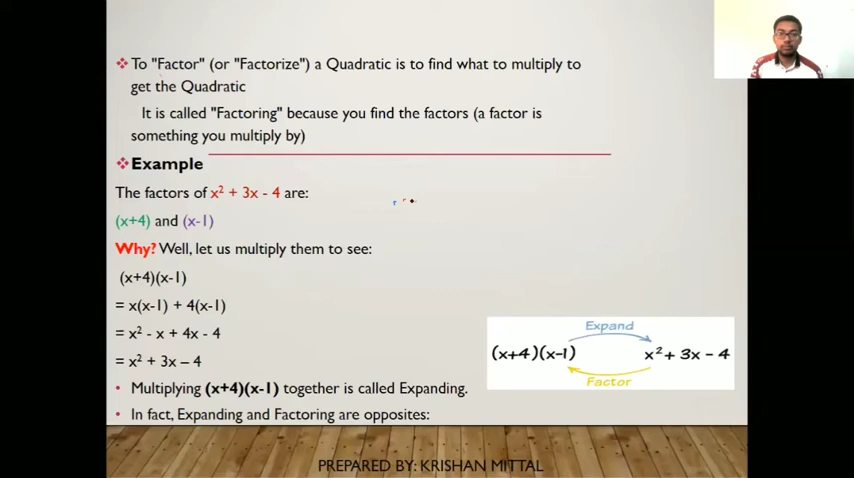 ❖To "Factor" (or "Factorize") a Quadratic is to find what to multiply to
get the Quadratic
It is called "Factoring" because you find the factors (a factor is
something you multiply by)
❖Example
The factors of x² + 3x - 4 are:
(x+4) and (x-1)
Why? Well, let us multiply them to see:
(x+4)(x-1)
= x(x-1) + 4(x-1)
= x² - x + 4x - 4
= x² + 3x – 4
• Multiplying (x+4)(x-1) together is called Expanding.
• In fact, Expanding and Factoring are opposites:
Expand
(x+4)(x-1) x² + 3x - 4
Factor
PREPARED BY: KRISHAN MITTAL